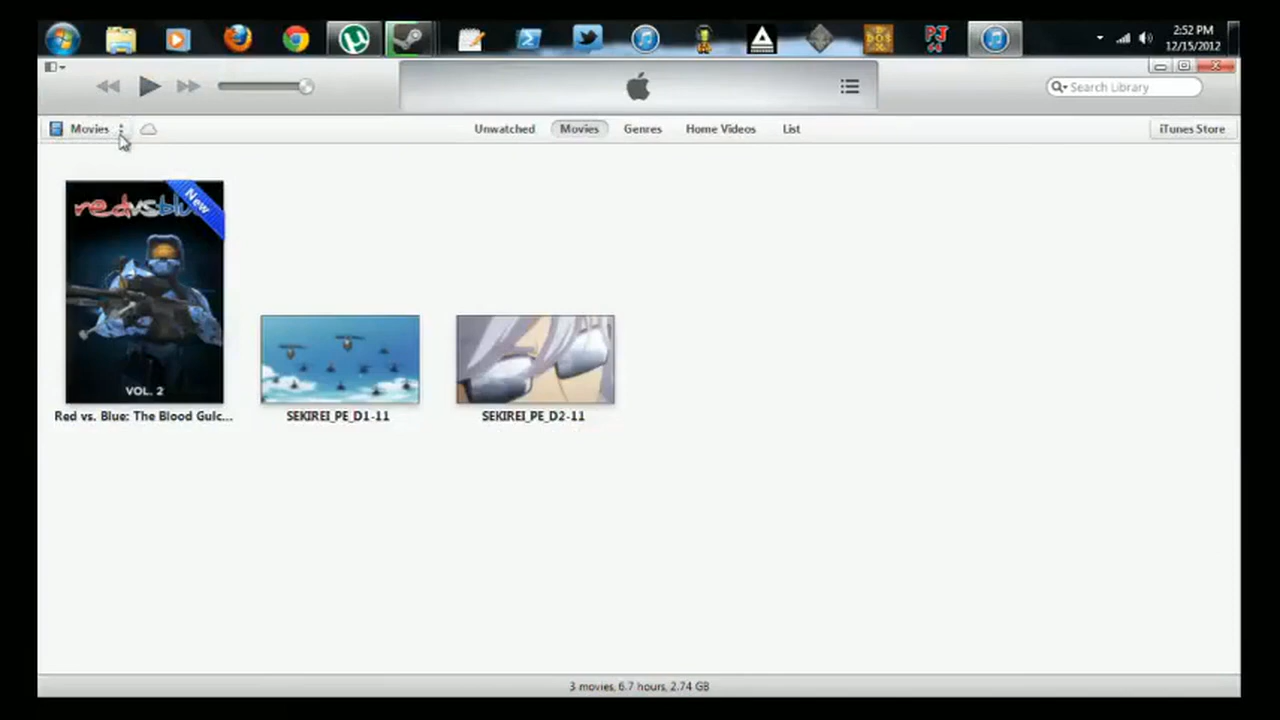 2:52 PM
12/15/2012
Search Library
Movies
Unwatched
Movies
Genres
Home Videos
List
iTunes Store
New
VOL. 2
Red vs. Blue: The Blood Gulc...
SEKIREI_PE_D1-11
SEKIREI_PE_D2-11
3 movies, 6.7 hours, 2.74 GB